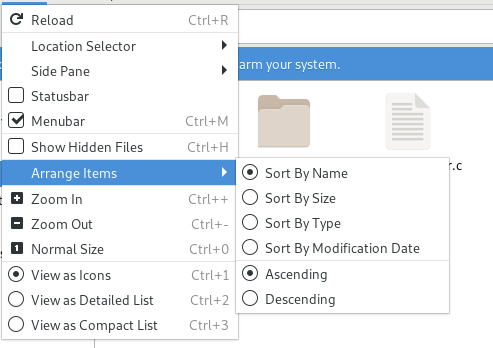 Reload Ctrl+R
arm your system.
Location Selector
Side Pane
Statusbar
Menubar Ctrl+M
Show Hidden Files Ctrl+H
r.c
Arrange Items
Sort By Name
Zoom In Ctrl++
Sort By Size
Zoom Out Ctrl+-
Sort By Type
Normal Size Ctrl+0
Sort By Modification Date
View as Icons Ctrl+1
Ascending
View as Detailed List Ctrl+2
Descending
View as Compact List Ctrl+3